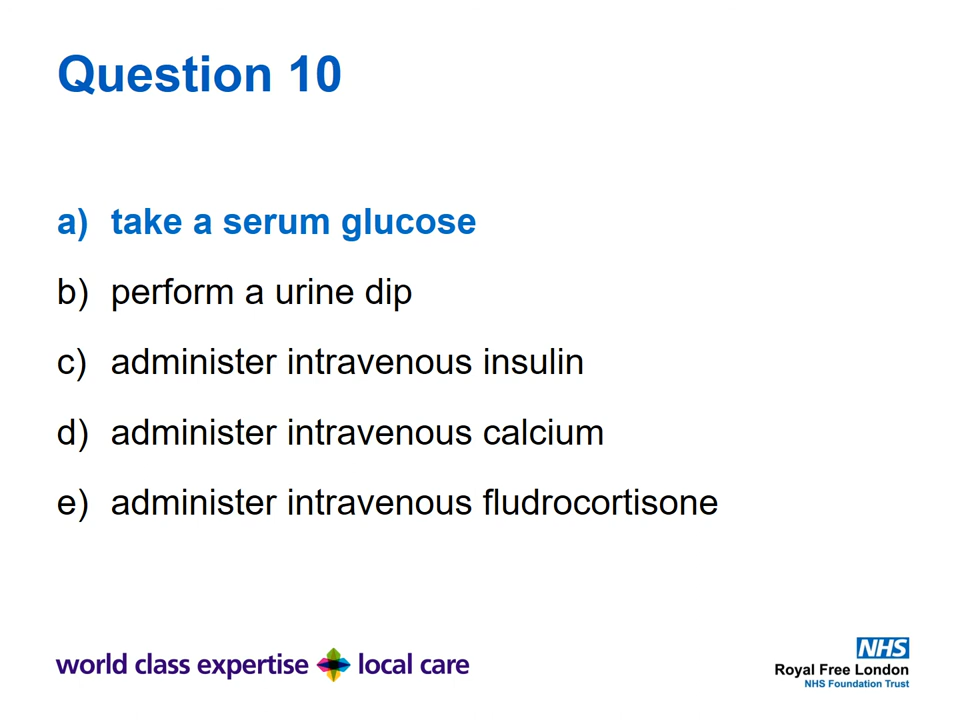 Question 10
a) take a serum glucose
b) perform a urine dip
c) administer intravenous insulin
d) administer intravenous calcium
e) administer intravenous fludrocortisone
world class expertise local care
NHS
Royal Free London
NHS Foundation Trust